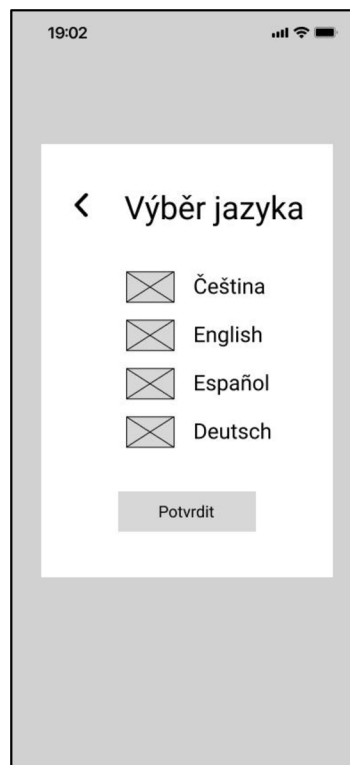 19:02
Výběr jazyka
Čeština
English
Español
Deutsch
Potvrdit